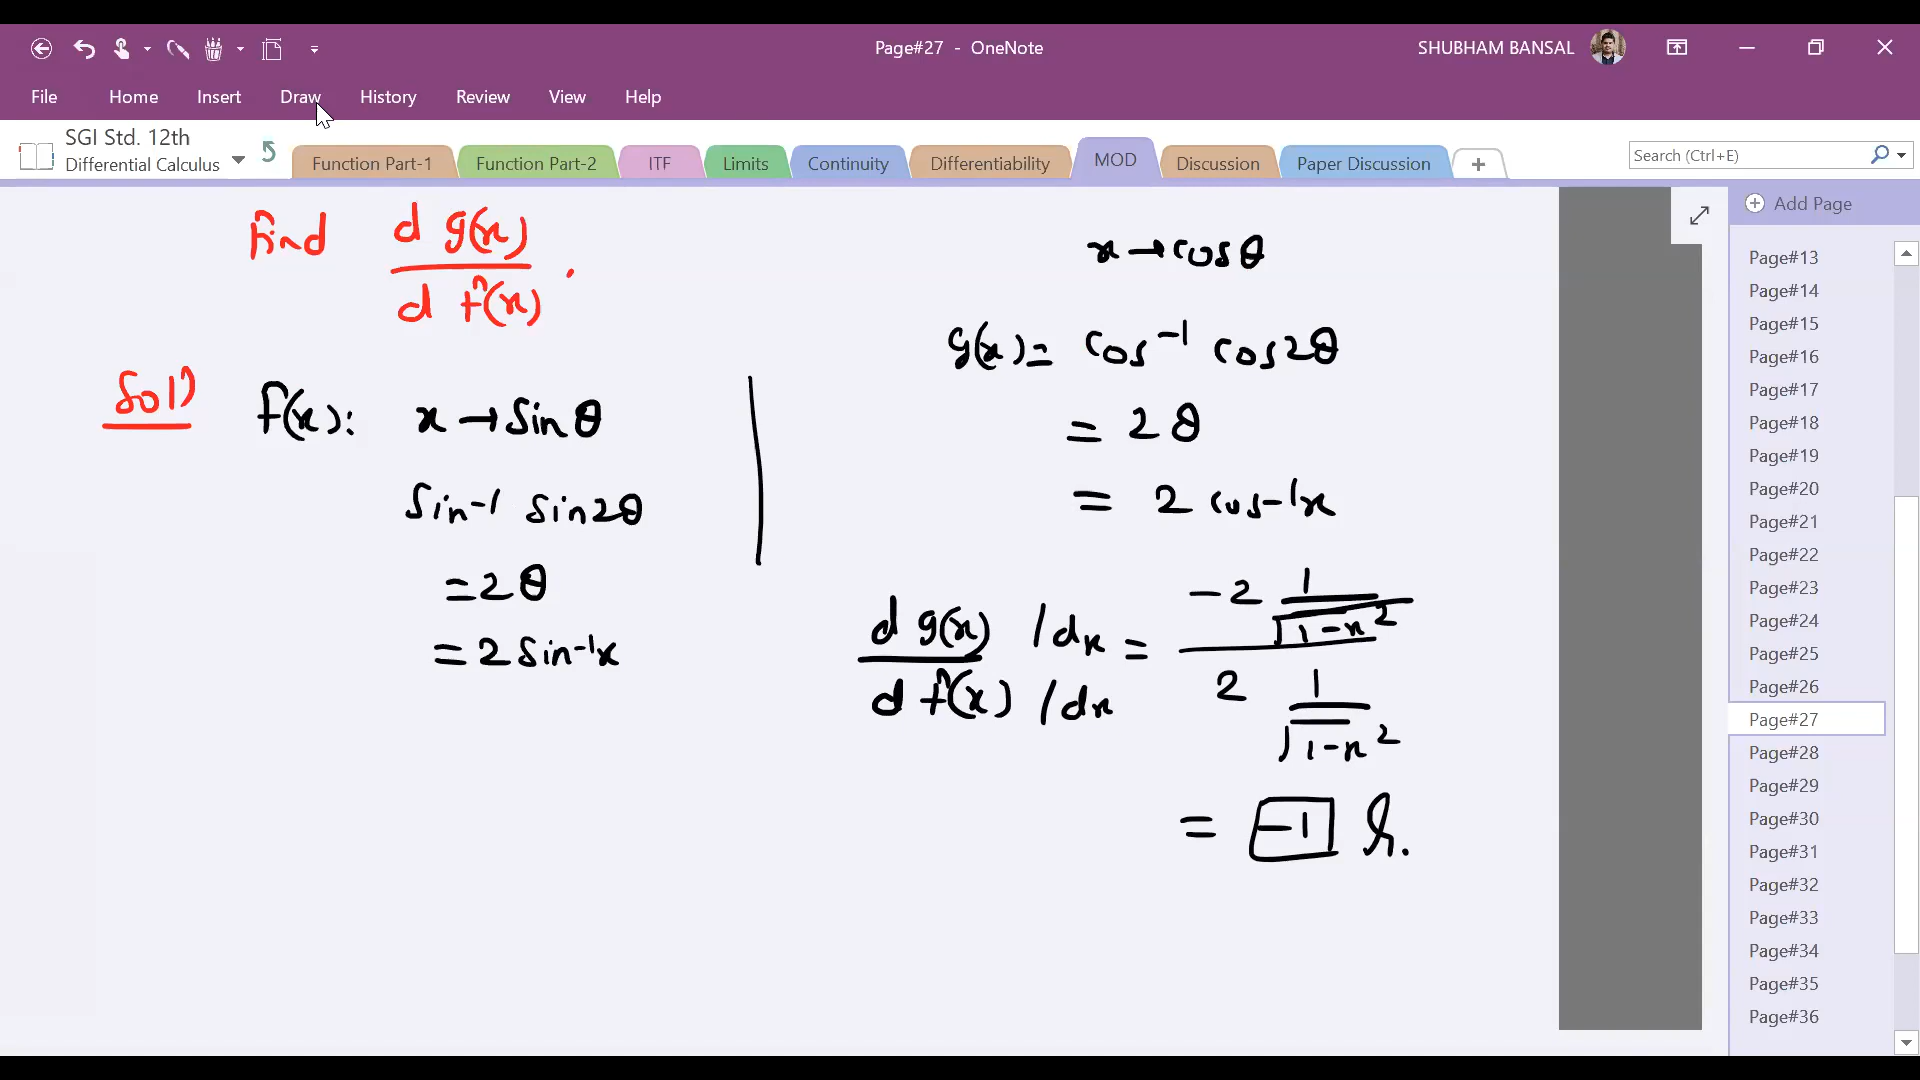 Page#27 - OneNote
SHUBHAM BANSAL
File Home Insert Draw History Review View Help
SGI Std. 12th
Differential Calculus
Function Part-1
Function Part-2
ITF
Limits
Continuity
Differentiability
MOD
Discussion
Paper Discussion
+
Search (Ctrl+E)
Find d g(x)
d f(x) .
Sol)
f(x): x → Sin θ
Sin-1 Sin2θ
= 2 θ
= 2 Sin-1x
x → cos θ
g(x) = Cos-1 Cos2θ
= 2 θ
= 2 cos-1x
d g(x) /dx = -2 1/√1-x2
d f(x) /dx 2 1/√1-x2
= -1
Add Page
Page#13
Page#14
Page#15
Page#16
Page#17
Page#18
Page#19
Page#20
Page#21
Page#22
Page#23
Page#24
Page#25
Page#26
Page#27
Page#28
Page#29
Page#30
Page#31
Page#32
Page#33
Page#34
Page#35
Page#36